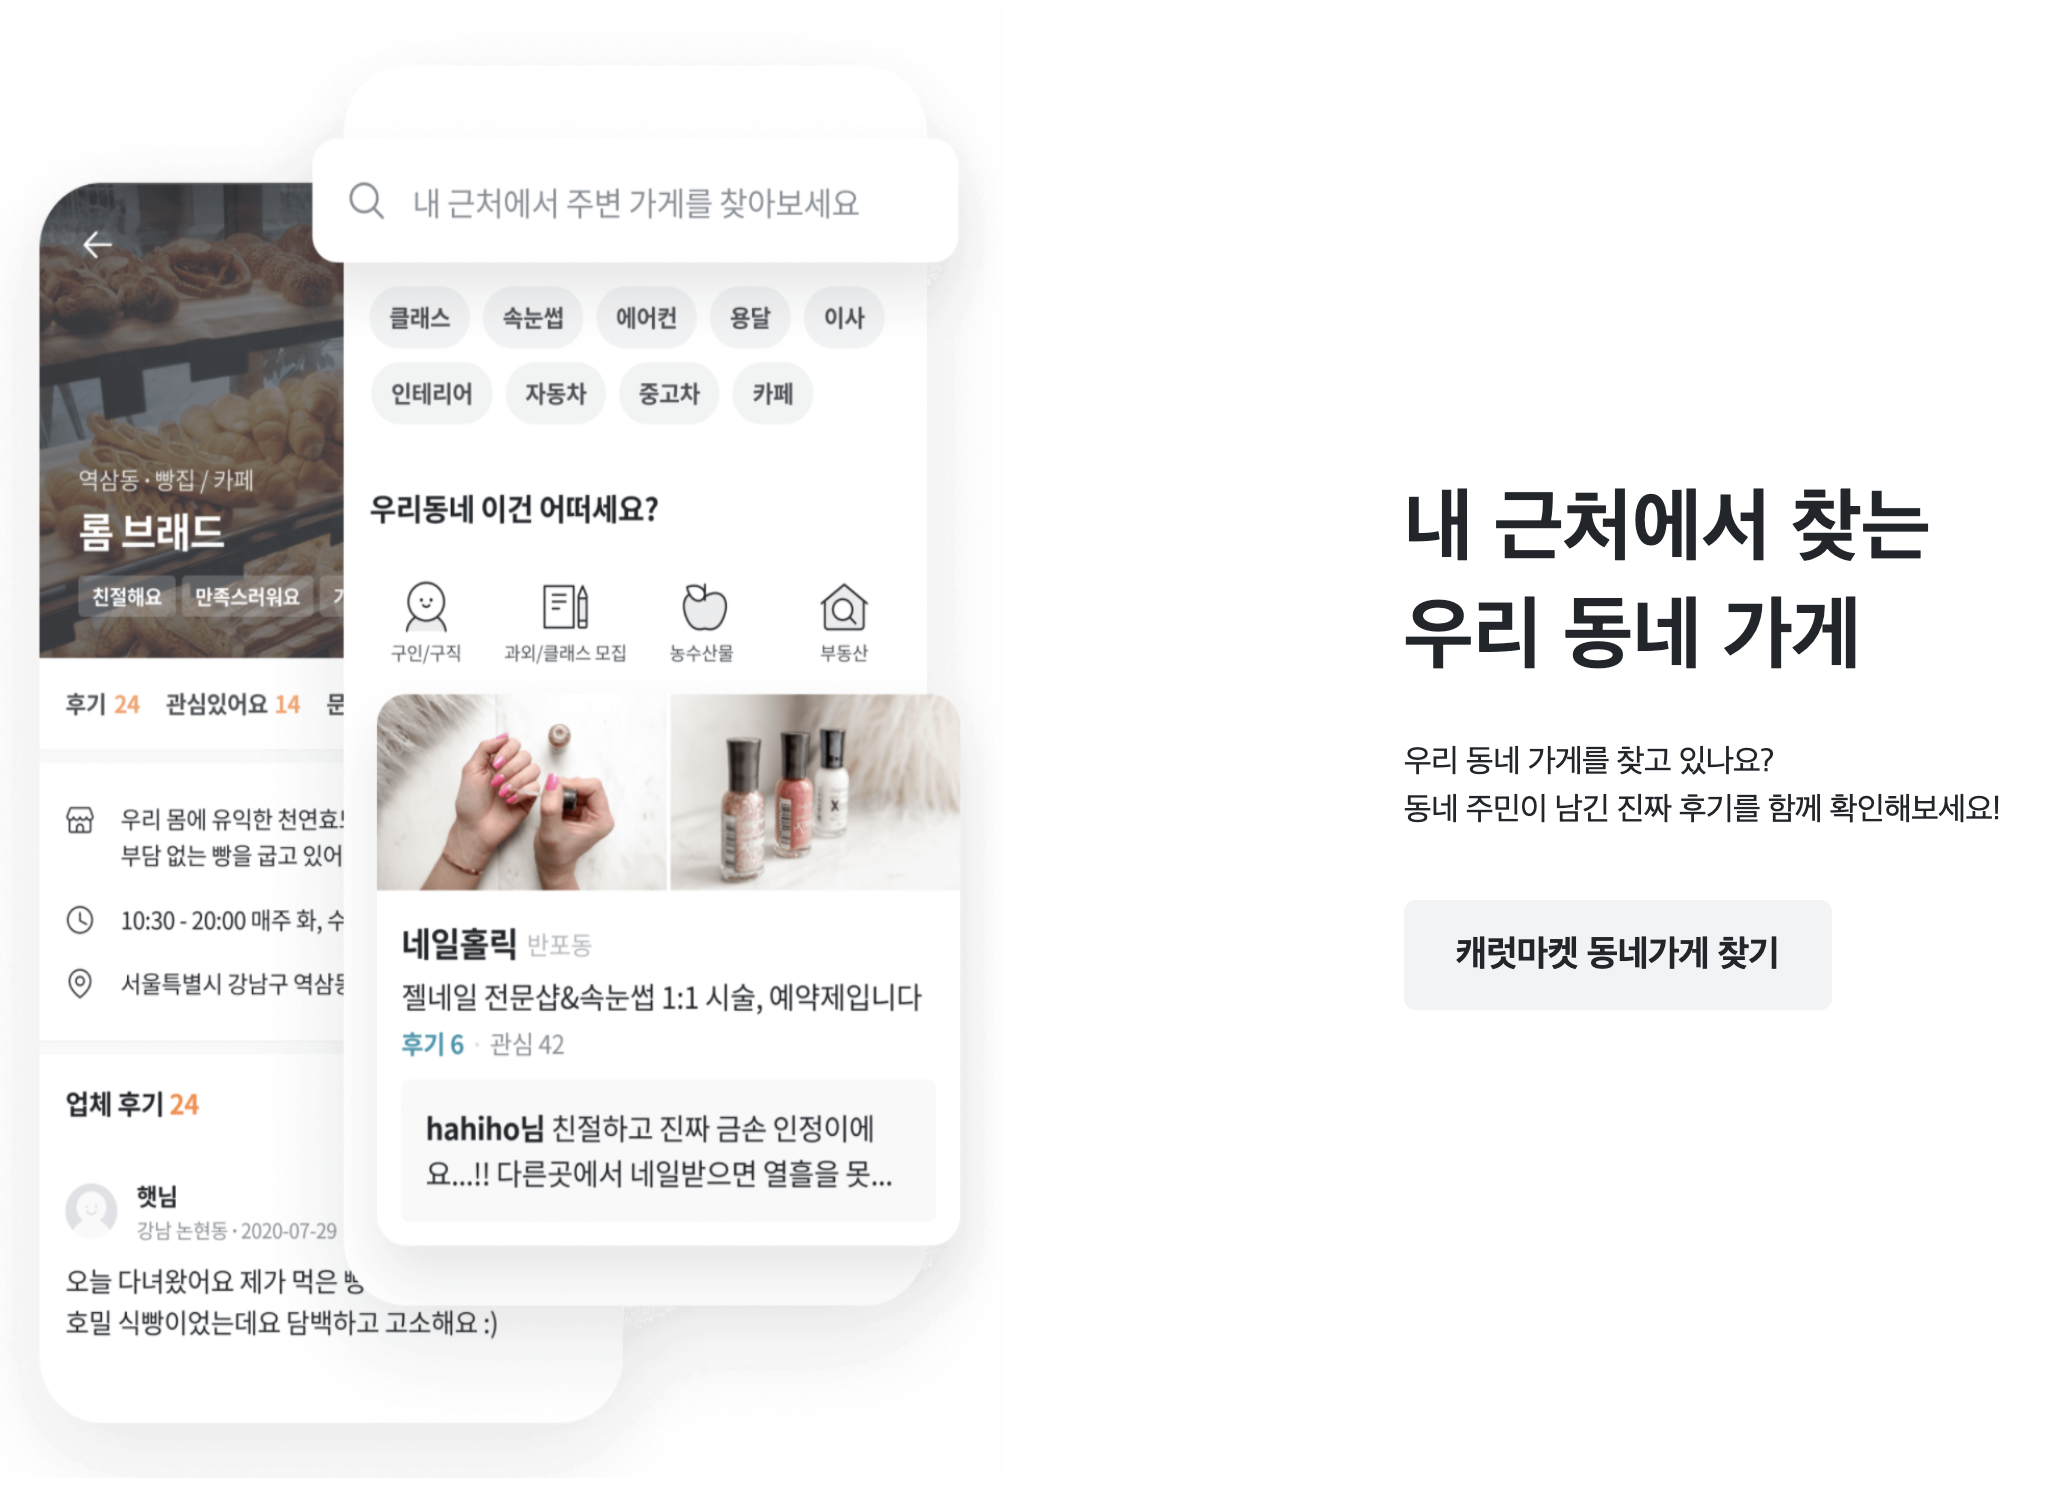 내 근처에서 주변 가게를 찾아보세요
클래스 속눈썹 에어컨 용달 이사
인테리어 자동차 중고차 카페
우리동네 이건 어떠세요?
구인/구직 과외/클래스 모집 농수산물 부동산
네일홀릭 반포동
젤네일 전문샵&속눈썹 1:1 시술, 예약제입니다
후기 6 · 관심 42
hahiho님 친절하고 진짜 금손 인정이에
요...!! 다른곳에서 네일받으면 열흘을 못...
역삼동 · 빵집 / 카페
롬 브래드
친절해요 만족스러워요
후기 24 관심있어요 14 문
우리 몸에 유익한 천연효
부담 없는 빵을 굽고 있어
10:30 - 20:00 매주 화, 수
서울특별시 강남구 역삼동
업체 후기 24
햇님
강남 논현동 · 2020-07-29
오늘 다녀왔어요 제가 먹은 빵
호밀 식빵이었는데요 담백하고 고소해요 :)
내 근처에서 찾는
우리 동네 가게
우리 동네 가게를 찾고 있나요?
동네 주민이 남긴 진짜 후기를 함께 확인해보세요!
캐럿마켓 동네가게 찾기